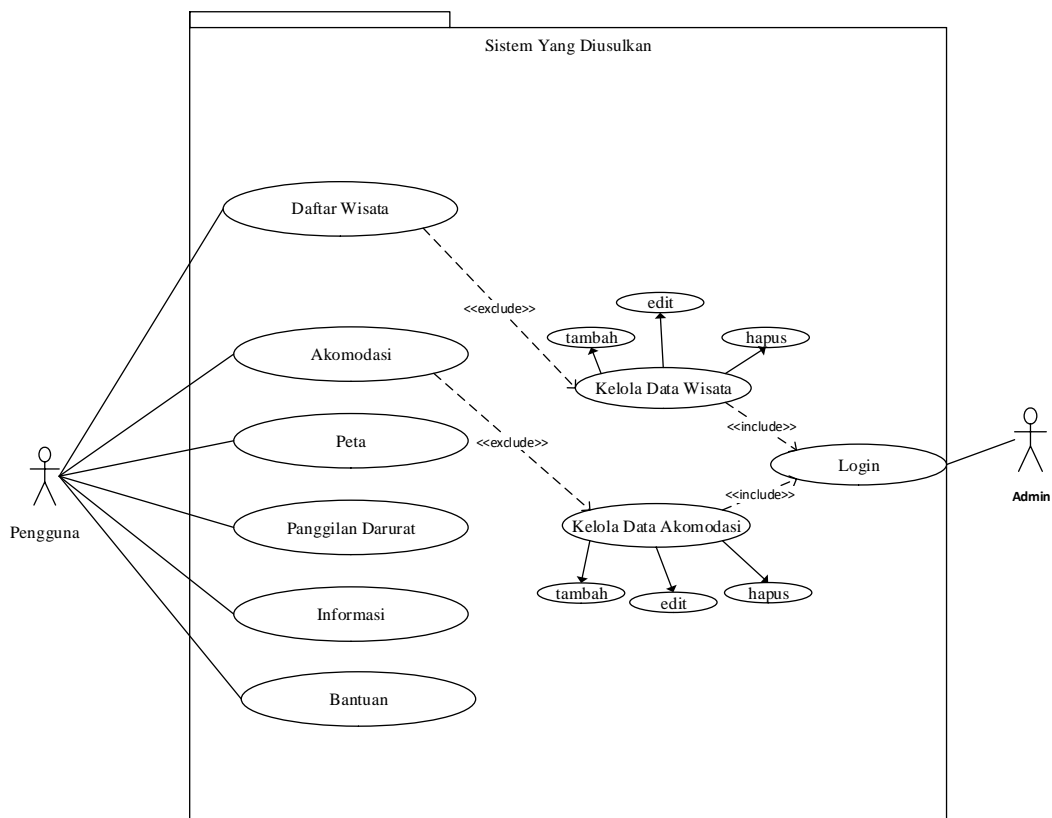 Sistem Yang Diusulkan
Daftar Wisata
<<exclude>>
edit
tambah
hapus
Akomodasi
Kelola Data Wisata
<<include>>
Peta
<<exclude>>
Login
Admin
<<include>>
Pengguna
Panggilan Darurat
Kelola Data Akomodasi
tambah
edit
hapus
Informasi
Bantuan